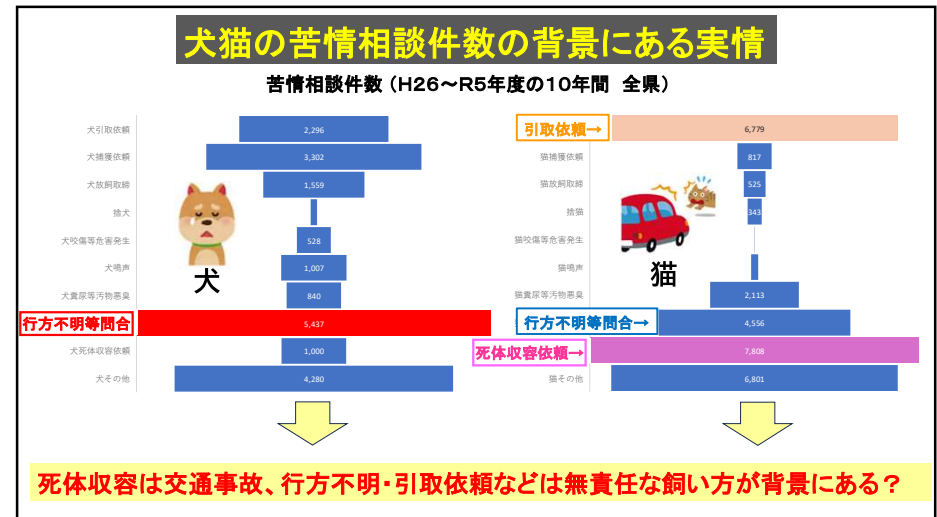 犬猫の苦情相談件数の背景にある実情
苦情相談件数（H26～R5年度の10年間　全県）
犬引取依頼 2,296
犬捕獲依頼 3,302
犬放飼取締 1,559
捨犬
犬咬傷等危害発生 528
犬鳴声 1,007
犬糞尿等汚物悪臭 840
行方不明等問合 5,437
犬死体収容依頼 1,000
犬その他 4,280
犬
引取依頼→ 6,779
猫捕獲依頼 817
猫放飼取締 525
捨猫 343
猫咬傷等危害発生
猫鳴声
猫糞尿等汚物悪臭 2,113
行方不明等問合→ 4,556
死体収容依頼→ 7,808
猫その他 6,801
猫
死体収容は交通事故、行方不明・引取依頼などは無責任な飼い方が背景にある？